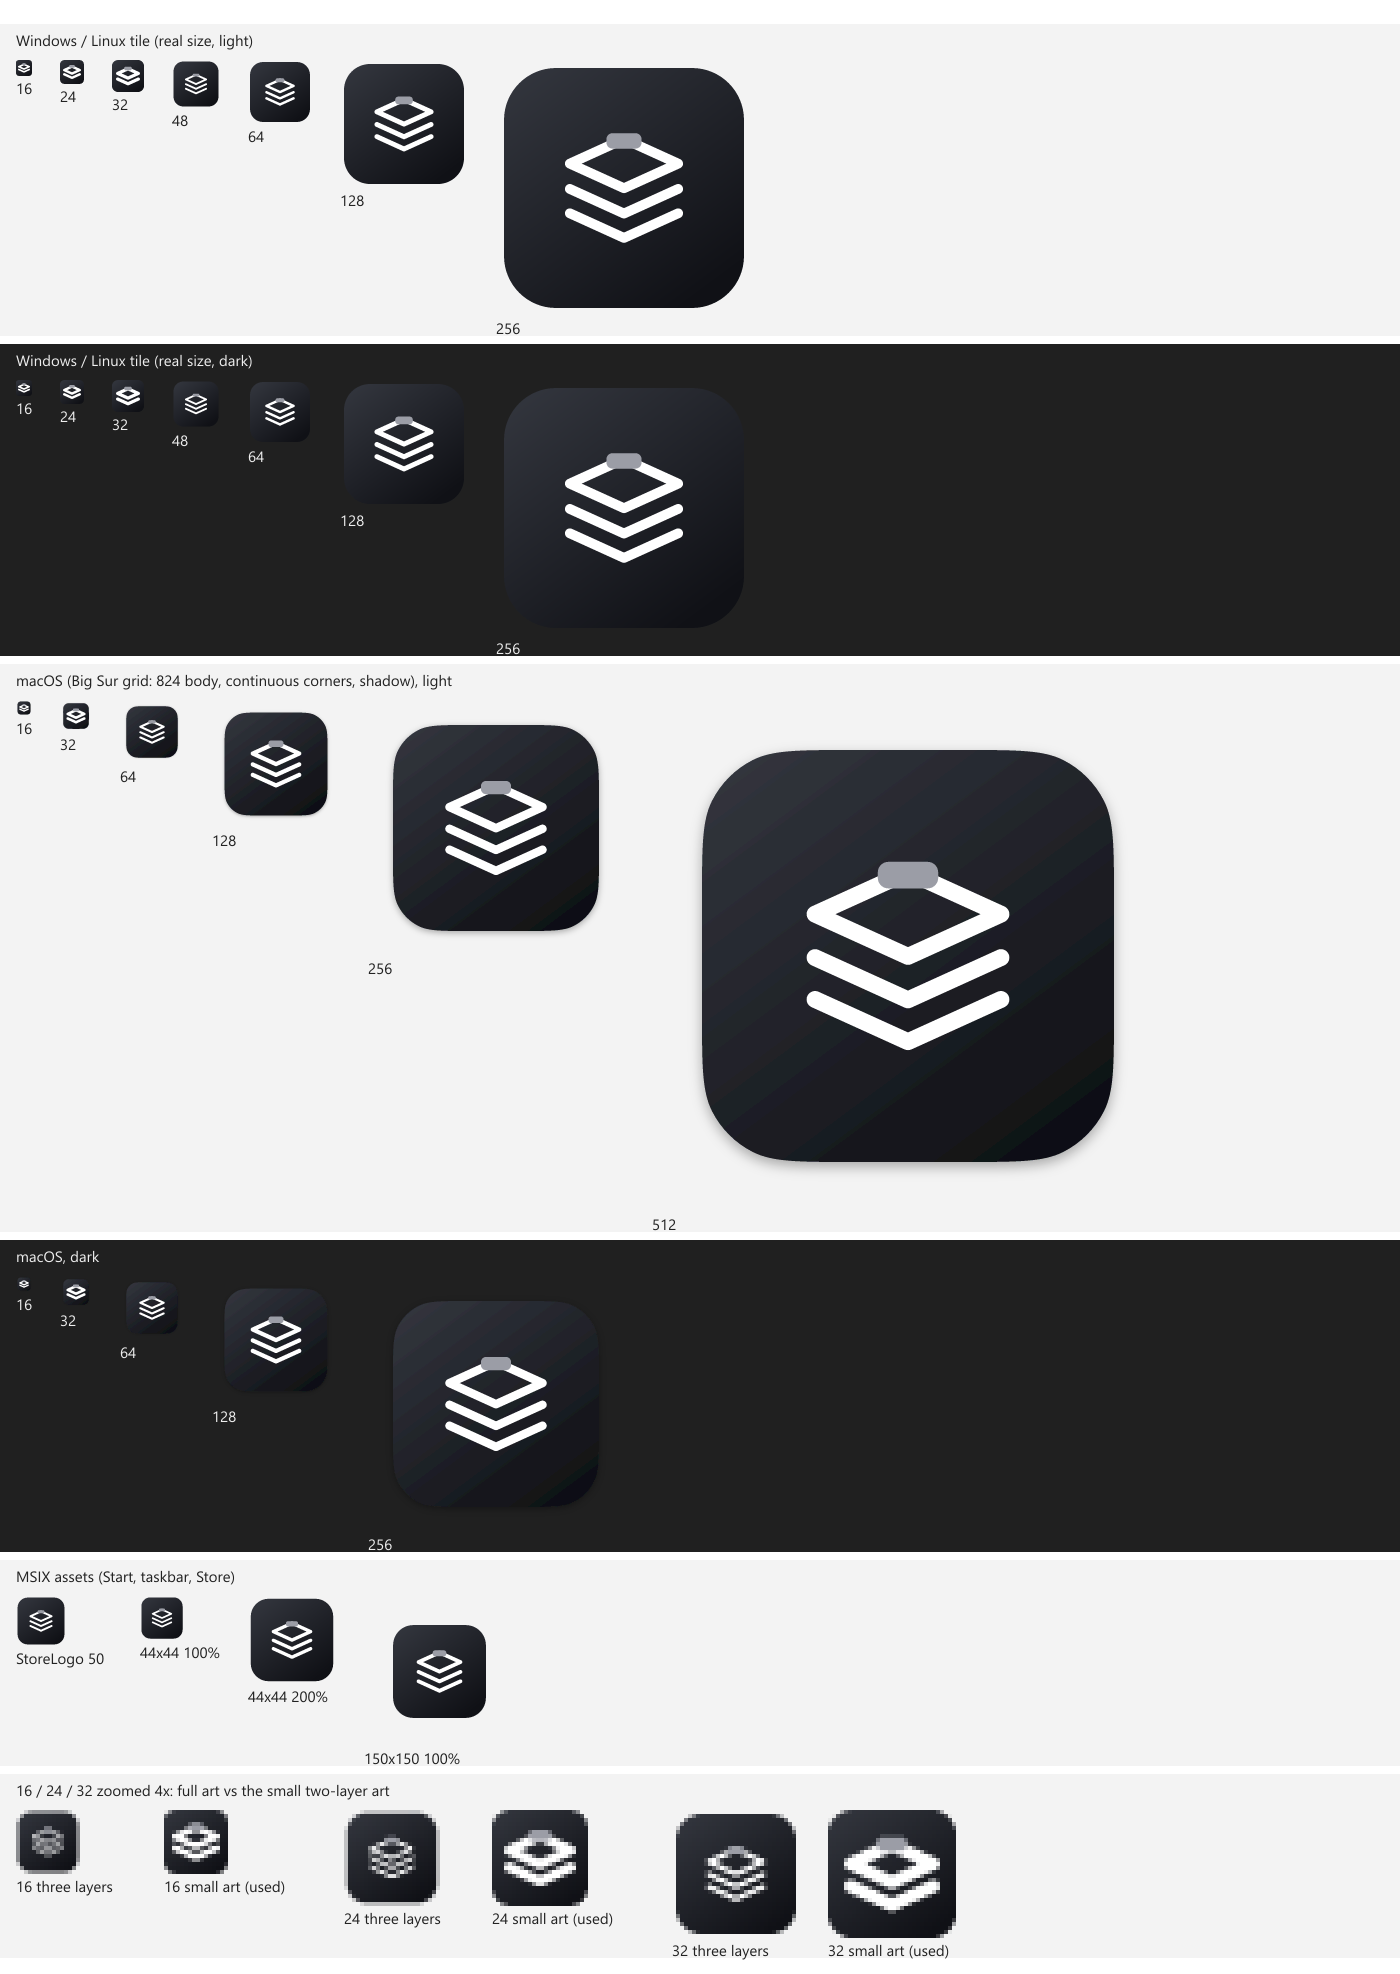 Windows / Linux tile (real size, light)
16
24
32
48
64
128
256
Windows / Linux tile (real size, dark)
16
24
32
48
64
128
256
macOS (Big Sur grid: 824 body, continuous corners, shadow), light
16
32
64
128
256
512
macOS, dark
16
32
64
128
256
MSIX assets (Start, taskbar, Store)
StoreLogo 50
44x44 100%
44x44 200%
150x150 100%
16 / 24 / 32 zoomed 4x: full art vs the small two-layer art
16 three layers
16 small art (used)
24 three layers
24 small art (used)
32 three layers
32 small art (used)